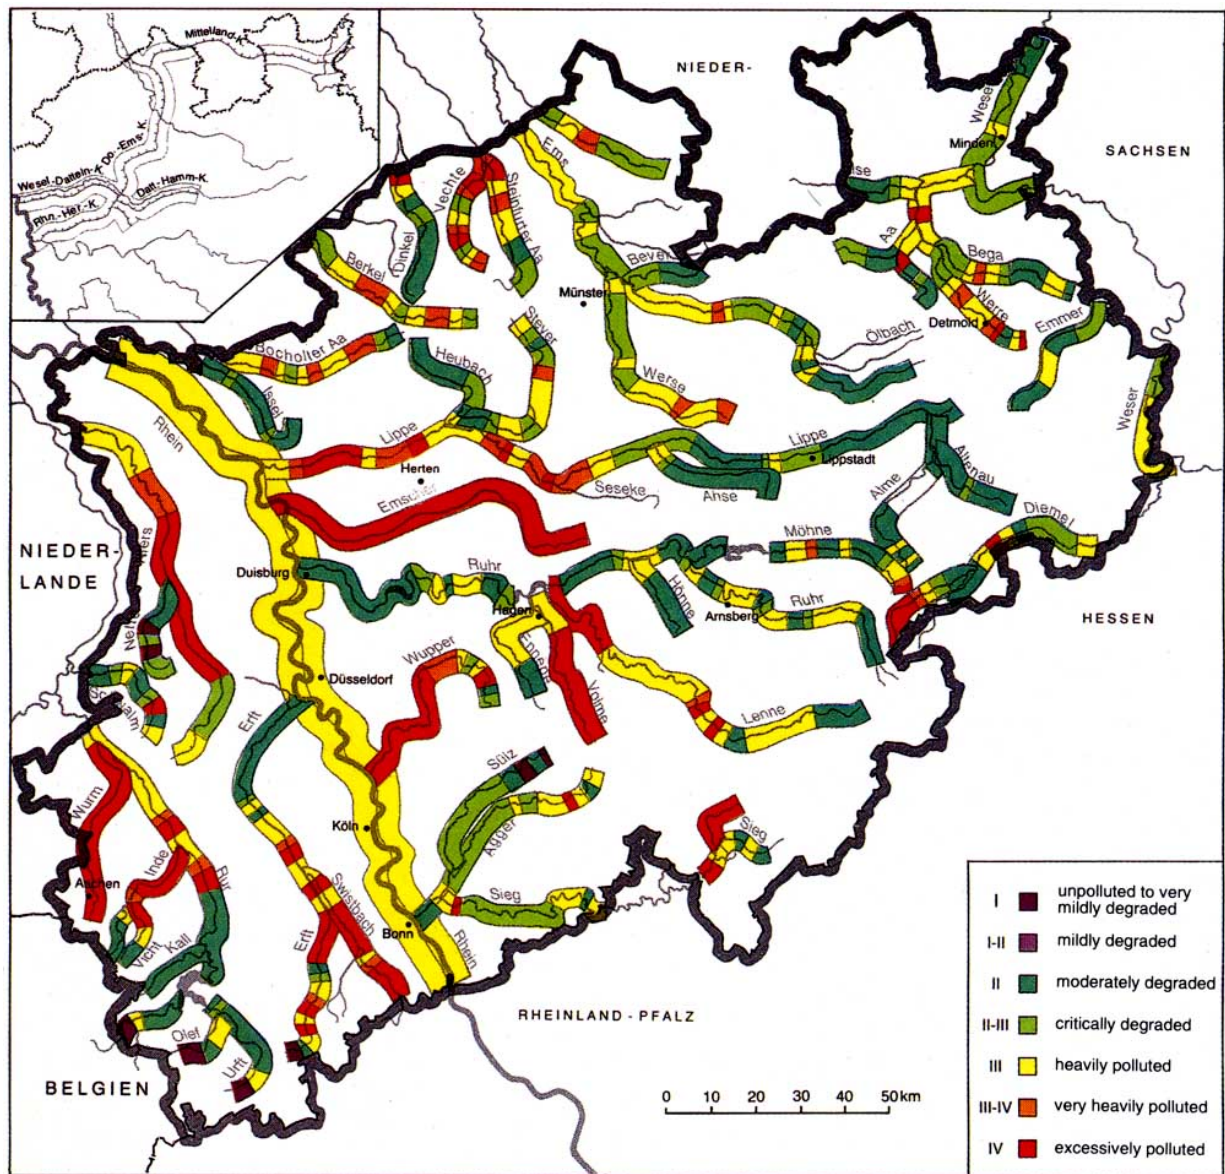 Mittelland-K.
Do.-Ems-K.
Wesel-Datteln-K.
Datt-Hamm-K.
Rhn.-Her.-K.
NIEDER-
SACHSEN
Weser
Minden
Ems
Vechte
Steinfurter Aa
Dinkel
Berkel
Bever
Münster
Aa
Bega
Werre
Detmold
Emmer
Ölbach
Stever
Bocholter Aa
Heubach
Issel
Werse
Weser
Rhein
Lippe
Herten
Lippe
Lippstadt
Altenau
Seseke
Ahse
Alme
Emscher
Diemel
Möhne
NIEDER-
LANDE
Duisburg
Ruhr
Hagen
Hönne
Arnsberg
Ruhr
HESSEN
Wupper
Ennepe
Volme
Düsseldorf
Lenne
Erft
Sülz
Wurm
Köln
Agger
Sieg
Inde
Rur
Aachen
Swistbach
Sieg
Bonn
Erft
Rhein
Vicht
Kall
Olef
Urft
BELGIEN
RHEINLAND-PFALZ
0 10 20 30 40 50 km
I unpolluted to very
mildly degraded
I-II mildly degraded
II moderately degraded
II-III critically degraded
III heavily polluted
III-IV very heavily polluted
IV excessively polluted